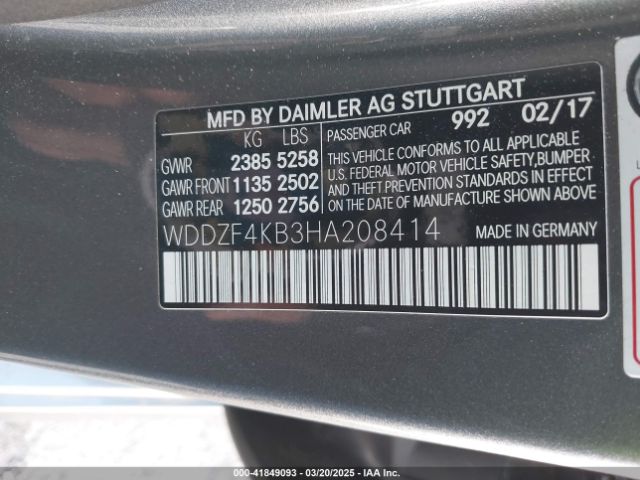 MFD BY DAIMLER AG STUTTGART
KG LBS
GVWR 2385 5258
GAWR FRONT 1135 2502
GAWR REAR 1250 2756
PASSENGER CAR 992 02/17
THIS VEHICLE CONFORMS TO ALL APPLICABLE
U.S. FEDERAL MOTOR VEHICLE SAFETY,BUMPER
AND THEFT PREVENTION STANDARDS IN EFFECT
ON THE DATE OF MANUFACTURE SHOWN ABOVE
WDDZF4KB3HA208414 MADE IN GERMANY
000-41849093 — 03/20/2025 — IAA Inc.